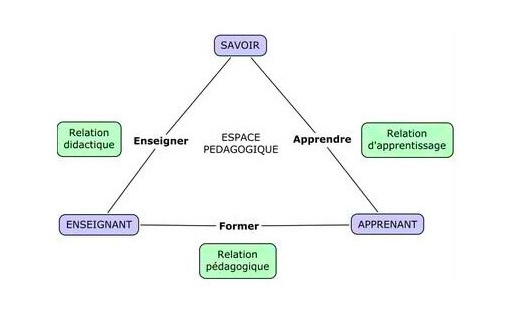 SAVOIR
Relation
didactique
Enseigner
ESPACE
PEDAGOGIQUE
Apprendre
Relation
d'apprentissage
ENSEIGNANT
Former
APPRENANT
Relation
pédagogique